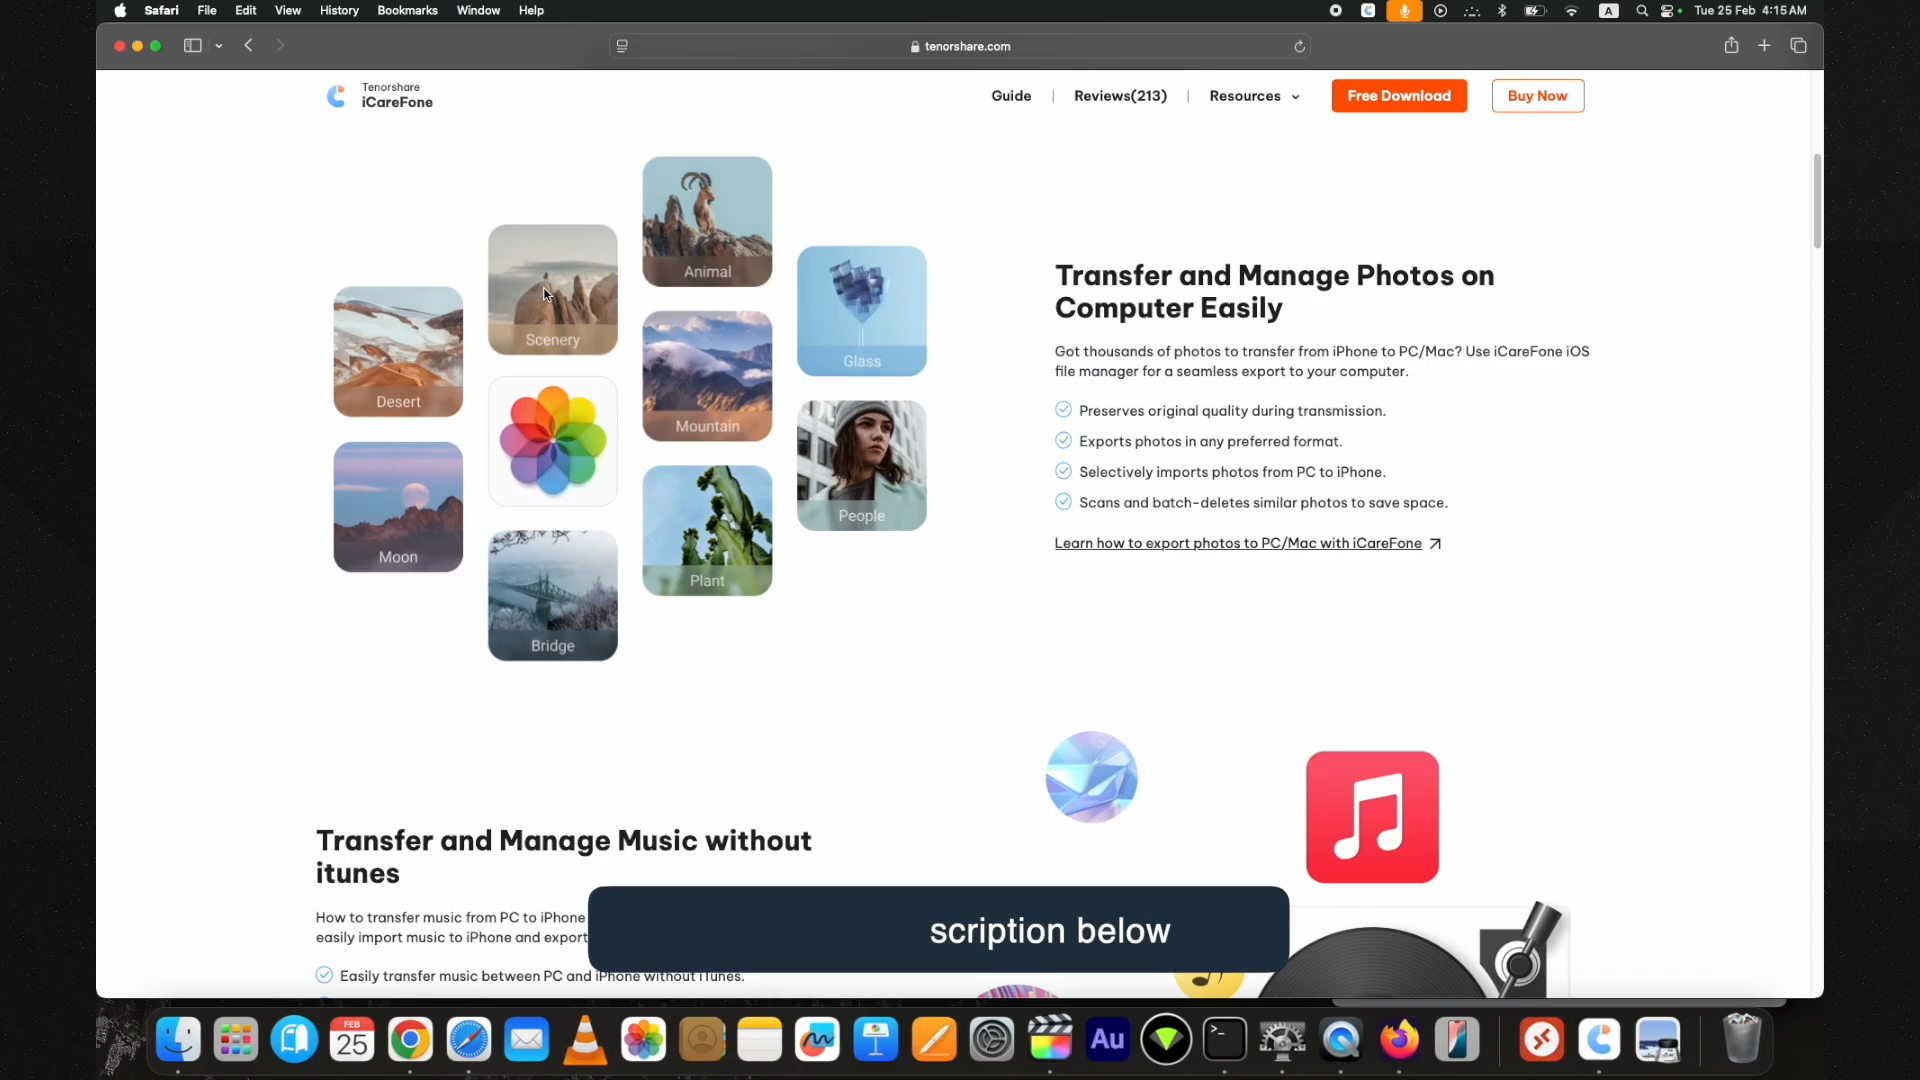 Safari File Edit View History Bookmarks Window Help A Tue 25 Feb 4:15 AM
tenorshare.com
Tenorshare
iCareFone
Guide | Reviews(213) | Resources Free Download Buy Now
Animal
Scenery
Glass
Desert
Mountain
People
Moon
Plant
Bridge
Transfer and Manage Photos on
Computer Easily
Got thousands of photos to transfer from iPhone to PC/Mac? Use iCareFone iOS
file manager for a seamless export to your computer.
Preserves original quality during transmission.
Exports photos in any preferred format.
Selectively imports photos from PC to iPhone.
Scans and batch-deletes similar photos to save space.
Learn how to export photos to PC/Mac with iCareFone
Transfer and Manage Music without
itunes
How to transfer music from PC to iPhone
easily import music to iPhone and export
Easily transfer music between PC and iPhone without iTunes.
scription below
FEB
25
Au